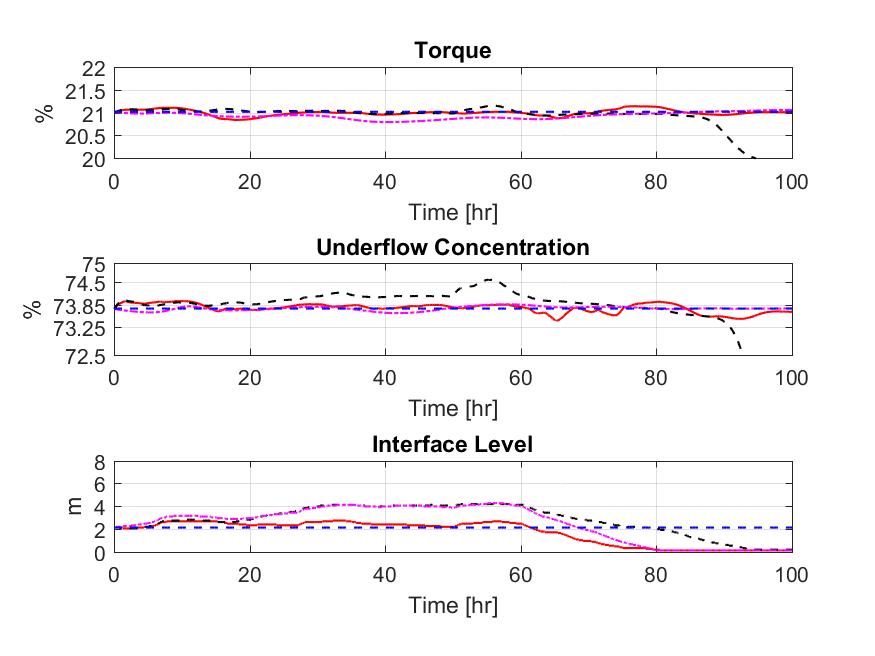 Torque
22
21.5
21
20.5
20
%
0 20 40 60 80 100
Time [hr]
Underflow Concentration
75
74.5
73.85
73.25
72.5
%
0 20 40 60 80 100
Time [hr]
Interface Level
8
6
4
2
0
m
0 20 40 60 80 100
Time [hr]